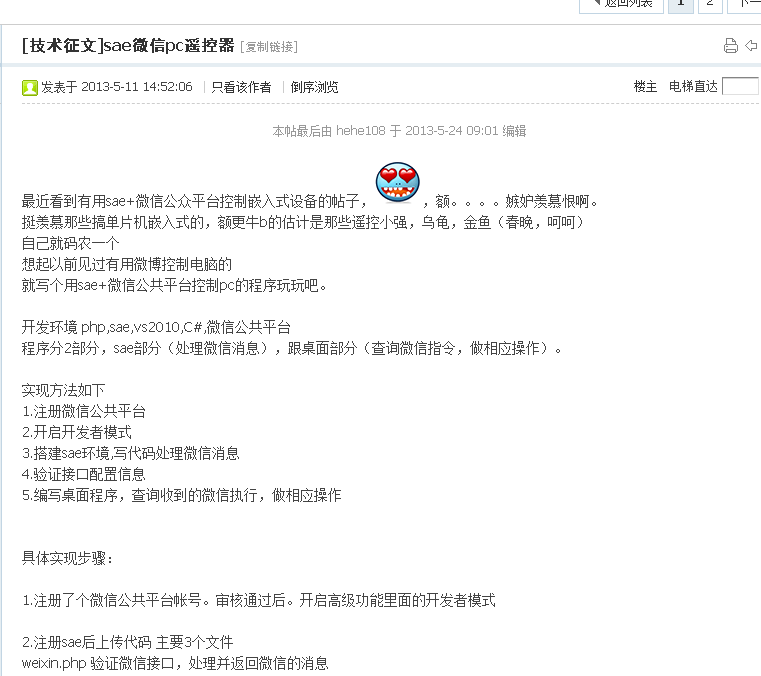 返回列表 1 2 下一
[技术征文]sae微信pc遥控器 [复制链接]
发表于 2013-5-11 14:52:06 只看该作者 倒序浏览 楼主 电梯直达
本帖最后由 hehe108 于 2013-5-24 09:01 编辑
最近看到有用sae+微信公众平台控制嵌入式设备的帖子， ，额。。。。嫉妒羡慕恨啊。
挺羡慕那些搞单片机嵌入式的，额更牛b的估计是那些遥控小强，乌龟，金鱼（春晚，呵呵）
自己就码农一个
想起以前见过有用微博控制电脑的
就写个用sae+微信公共平台控制pc的程序玩玩吧。
开发环境 php,sae,vs2010,C#,微信公共平台
程序分2部分，sae部分（处理微信消息），跟桌面部分（查询微信指令，做相应操作）。
实现方法如下
1.注册微信公共平台
2.开启开发者模式
3.搭建sae环境,写代码处理微信消息
4.验证接口配置信息
5.编写桌面程序，查询收到的微信执行，做相应操作
具体实现步骤：
1.注册了个微信公共平台帐号。审核通过后。开启高级功能里面的开发者模式
2.注册sae后上传代码 主要3个文件
weixin.php 验证微信接口，处理并返回微信的消息